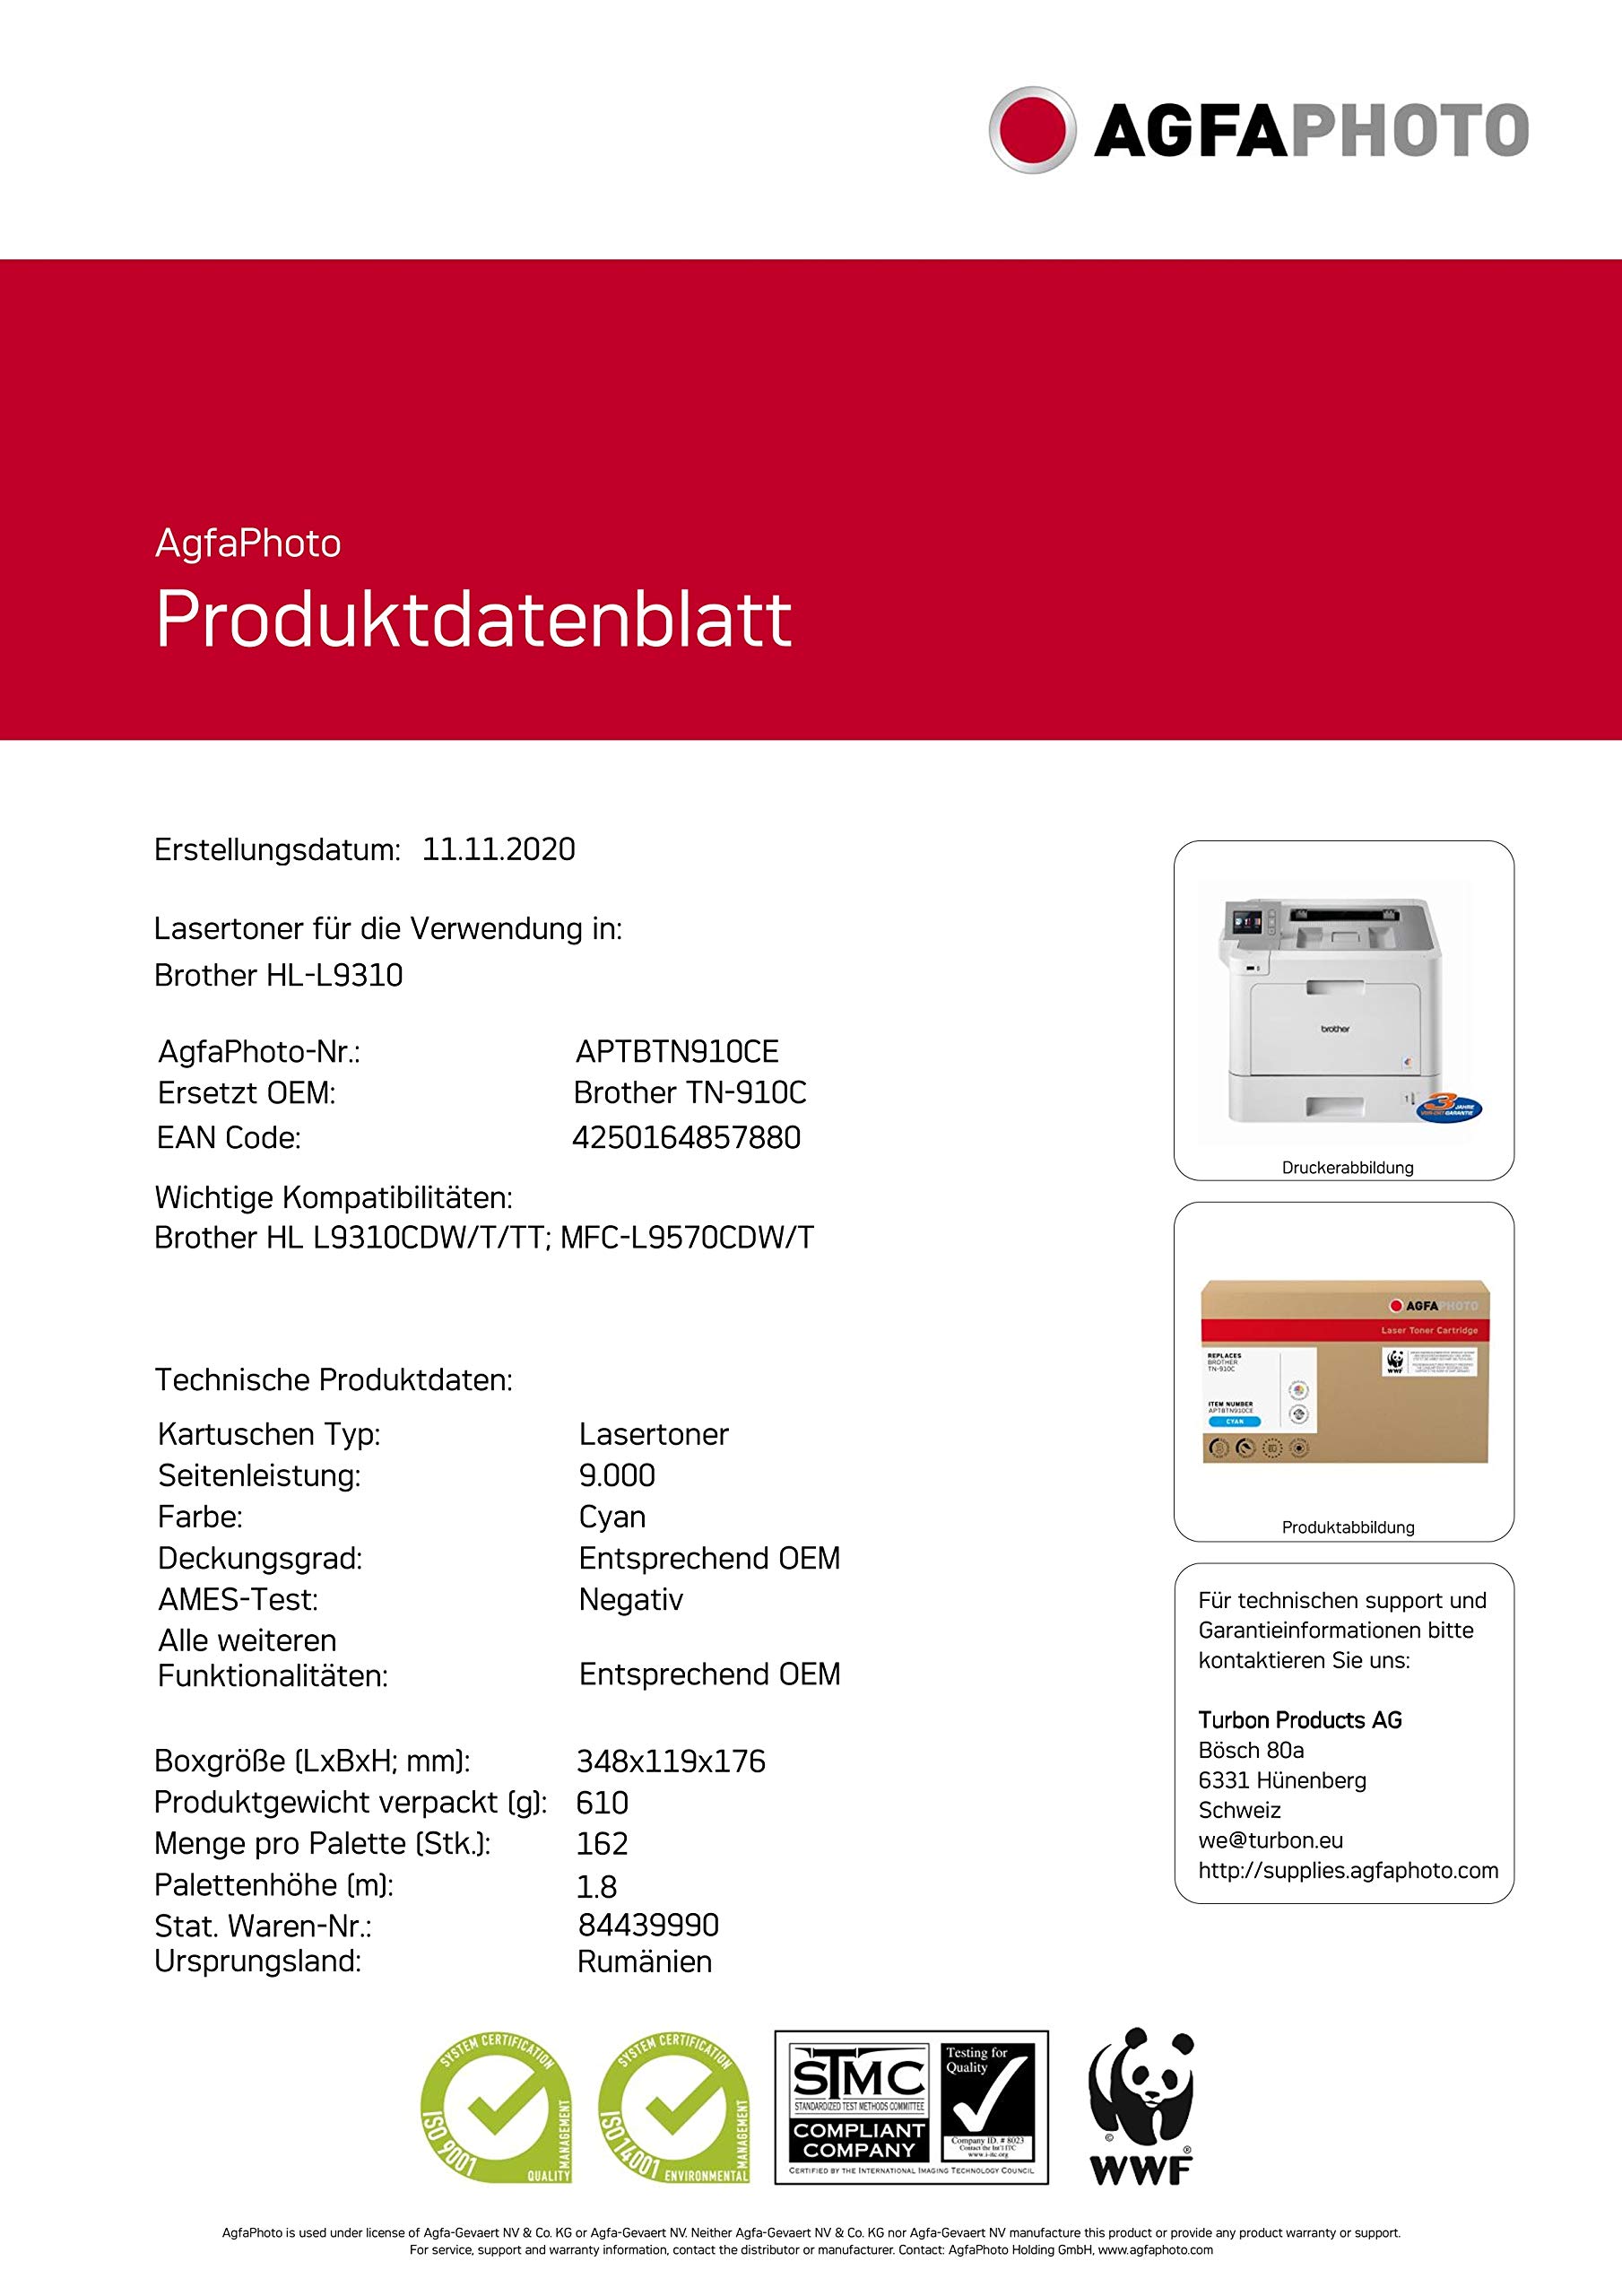 AGFAPHOTO
AgfaPhoto
Produktdatenblatt
Erstellungsdatum: 11.11.2020
Lasertoner für die Verwendung in:
Brother HL-L9310
AgfaPhoto-Nr.: APTBTN910CE
Ersetzt OEM: Brother TN-910C
EAN Code: 4250164857880
Wichtige Kompatibilitäten:
Brother HL L9310CDW/T/TT; MFC-L9570CDW/T
Technische Produktdaten:
Kartuschen Typ: Lasertoner
Seitenleistung: 9.000
Farbe: Cyan
Deckungsgrad: Entsprechend OEM
AMES-Test: Negativ
Alle weiteren
Funktionalitäten: Entsprechend OEM
Boxgröße (LxBxH; mm): 348x119x176
Produktgewicht verpackt (g): 610
Menge pro Palette (Stk.): 162
Palettenhöhe (m): 1.8
Stat. Waren-Nr.: 84439990
Ursprungsland: Rumänien
brother
3 JAHRE
VOR-ORT GARANTIE
Druckerabbildung
AGFAPHOTO
Laser Toner Cartridge
REPLACES
BROTHER
TN-910C
WWF
ITEM NUMBER
APTBTN910CE
CYAN
Produktabbildung
Für technischen support und
Garantieinformationen bitte
kontaktieren Sie uns:
Turbon Products AG
Bösch 80a
6331 Hünenberg
Schweiz
we@turbon.eu
http://supplies.agfaphoto.com
SYSTEM CERTIFICATION
ISO 9001
QUALITY MANAGEMENT
SYSTEM CERTIFICATION
ISO 14001
ENVIRONMENTAL MANAGEMENT
STMC
STANDARDIZED TEST METHODS COMMITTEE
COMPLIANT
COMPANY
Testing for
Quality
Company ID. # 8023
Contact the Int'l ITC
www.i-itc.org
CERTIFIED BY THE INTERNATIONAL IMAGING TECHNOLOGY COUNCIL
©
®
WWF
AgfaPhoto is used under license of Agfa-Gevaert NV & Co. KG or Agfa-Gevaert NV. Neither Agfa-Gevaert NV & Co. KG nor Agfa-Gevaert NV manufacture this product or provide any product warranty or support.
For service, support and warranty information, contact the distributor or manufacturer. Contact: AgfaPhoto Holding GmbH, www.agfaphoto.com